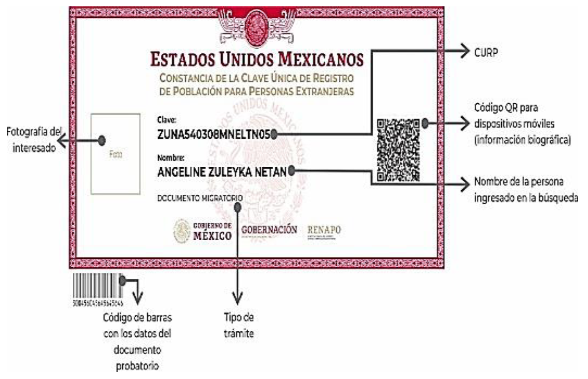 ESTADOS UNIDOS MEXICANOS
CONSTANCIA DE LA CLAVE ÚNICA DE REGISTRO
DE POBLACIÓN PARA PERSONAS EXTRANJERAS
Clave:
ZUNA540308MNELTN05
Nombre:
ANGELINE ZULEYKA NETAN
DOCUMENTO MIGRATORIO
Foto
GOBIERNO DE
MÉXICO
GOBERNACIÓN
RENAPO
Fotografía del
interesado
CURP
Código QR para
dispositivos móviles
(información biográfica)
Nombre de la persona
ingresado en la búsqueda
Código de barras
con los datos del
documento
probatorio
Tipo de
trámite